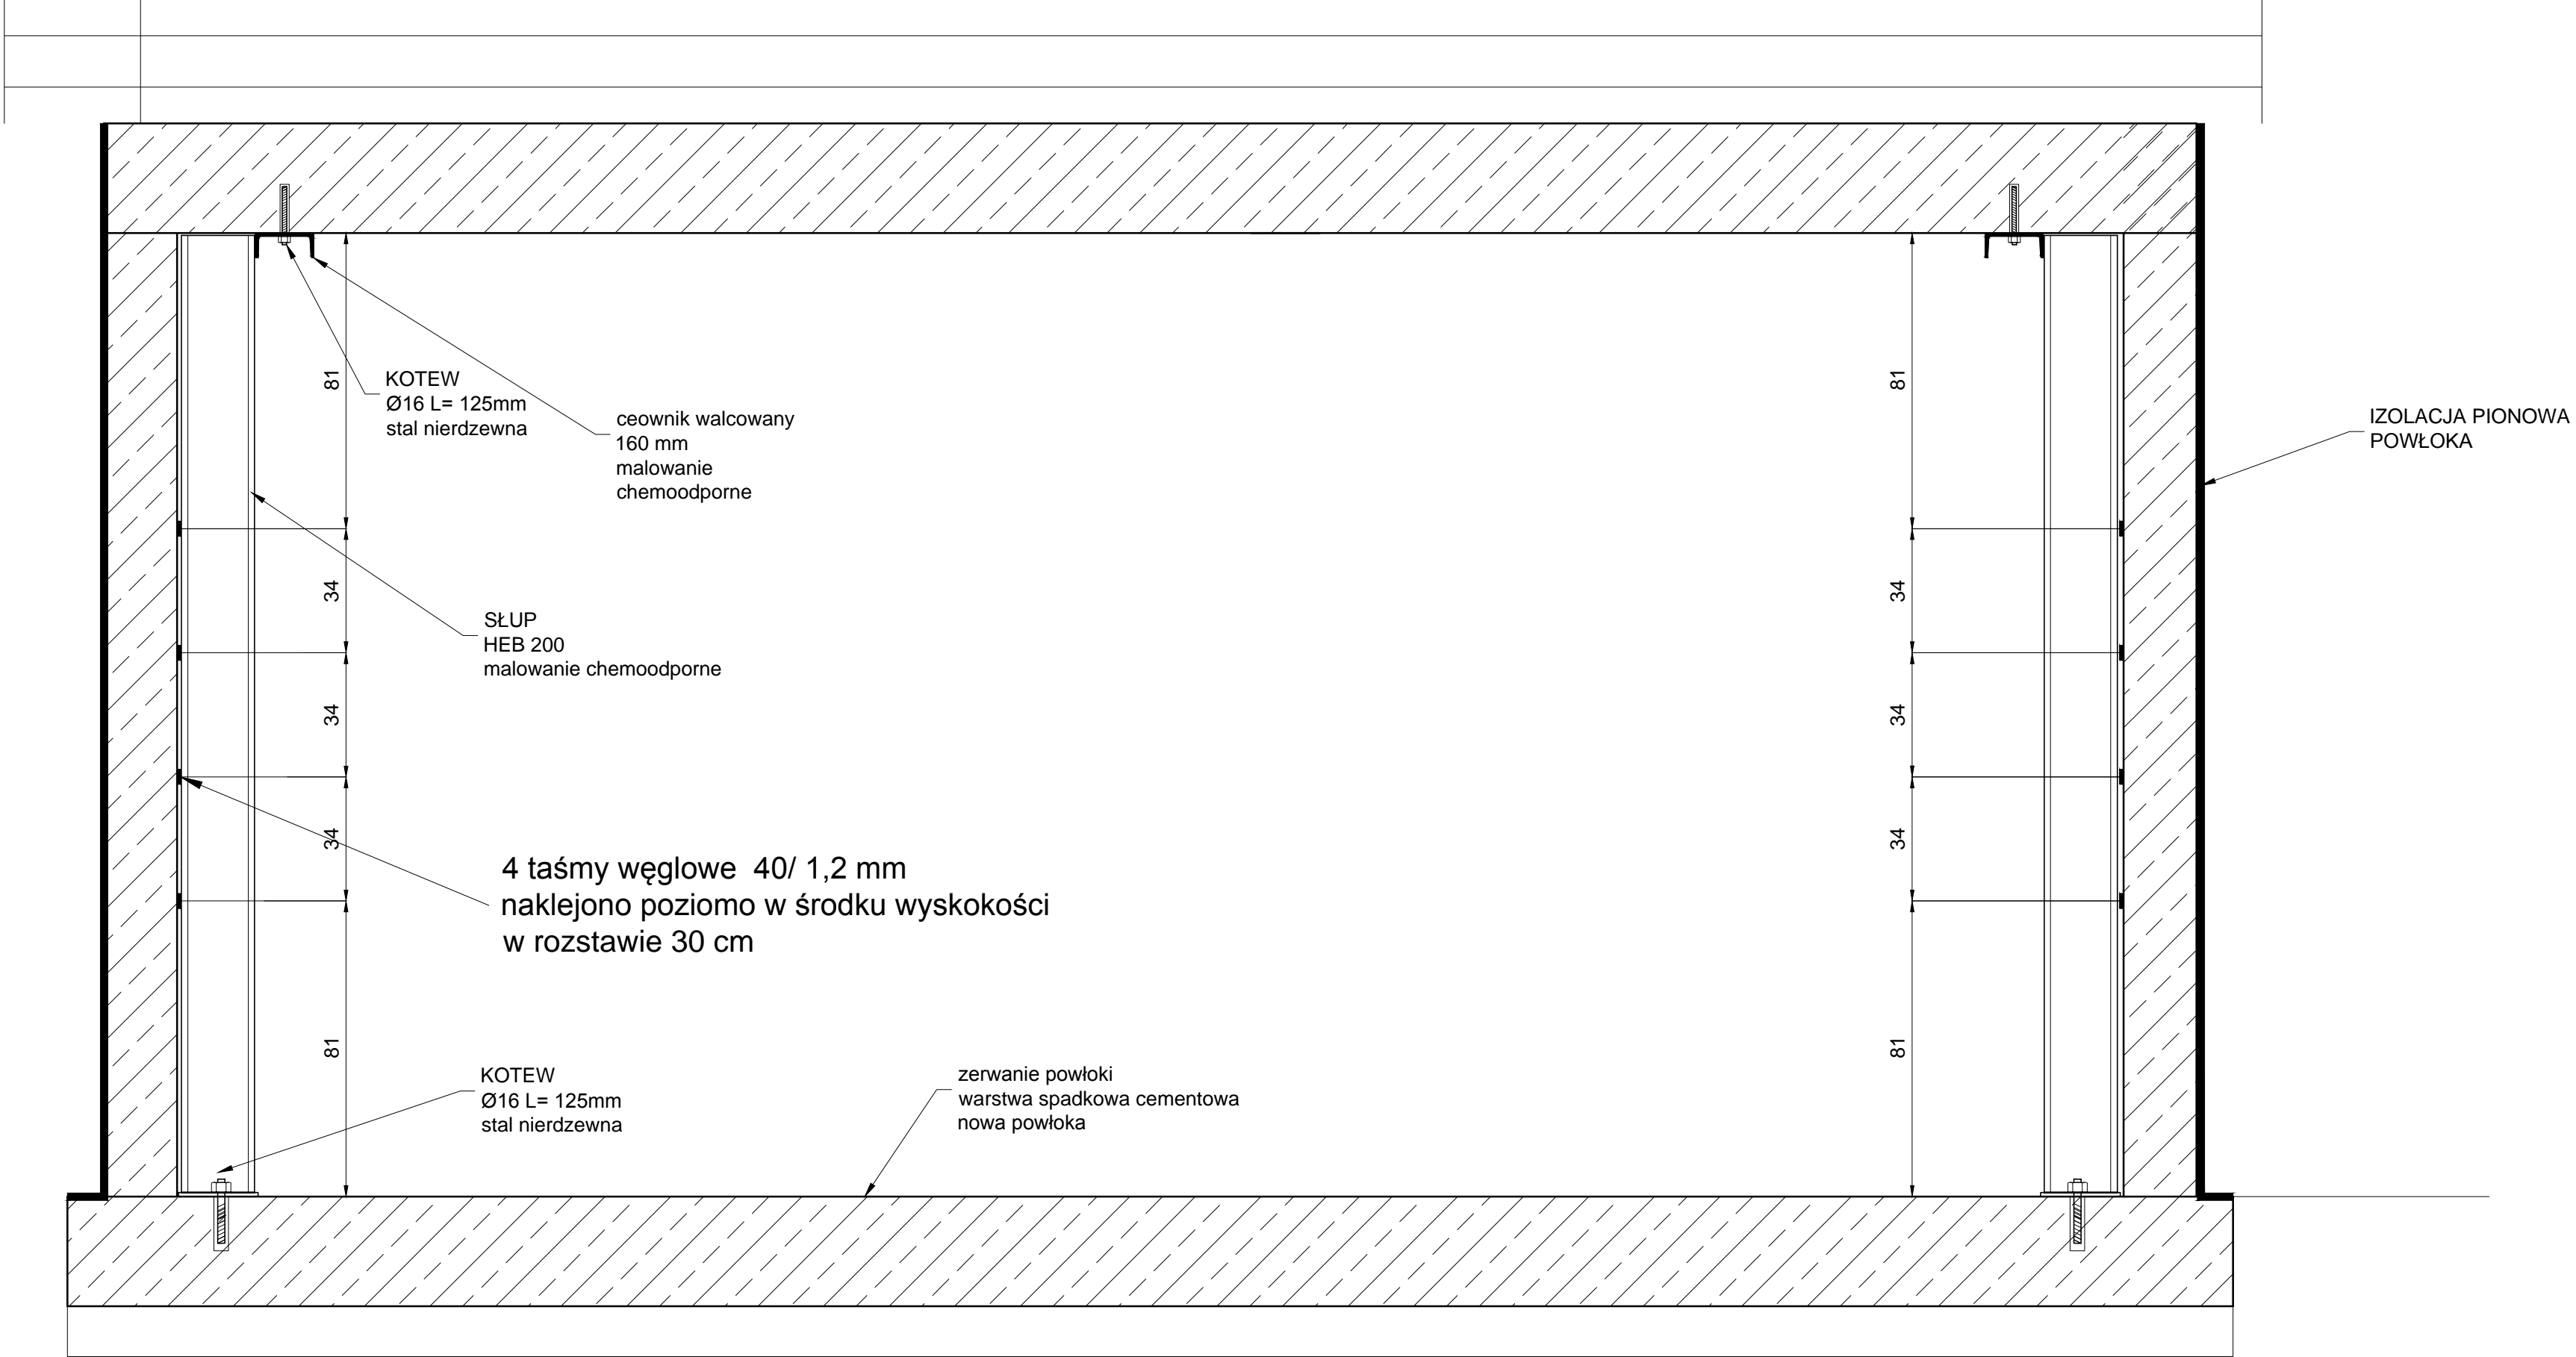 81
KOTEW
Ø16 L= 125mm
stal nierdzewna
ceownik walcowany
160 mm
malowanie
chemoodporne
81
IZOLACJA PIONOWA
POWŁOKA
34
34
SŁUP
HEB 200
malowanie chemoodporne
34
34
34
34
4 taśmy węglowe 40/ 1,2 mm
naklejono poziomo w środku wyskokości
w rozstawie 30 cm
81
81
KOTEW
Ø16 L= 125mm
stal nierdzewna
zerwanie powłoki
warstwa spadkowa cementowa
nowa powłoka